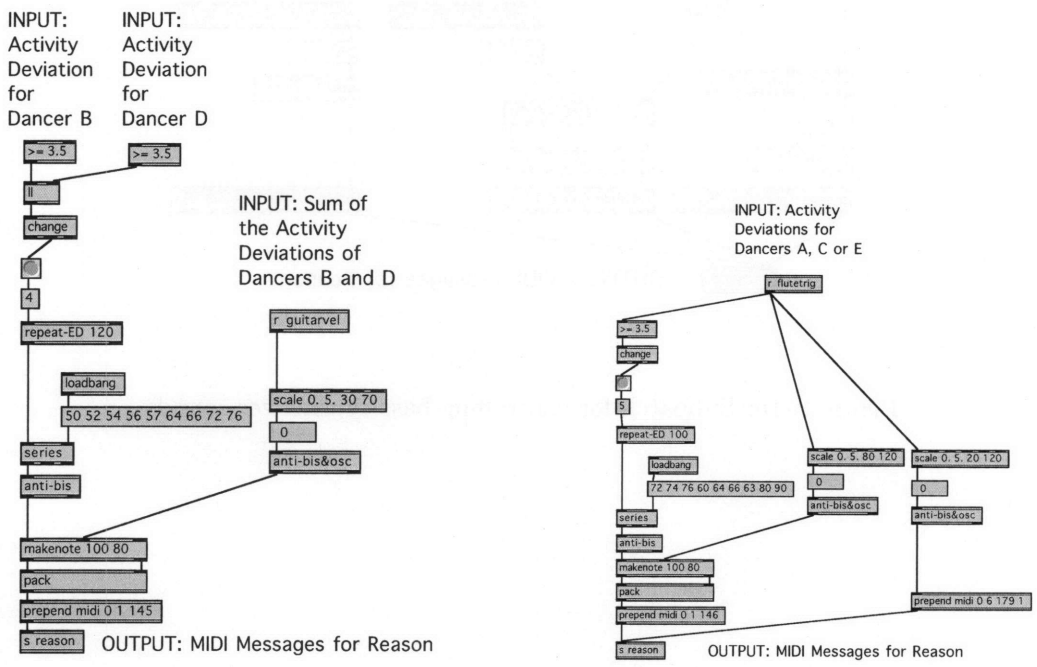 INPUT:
Activity
Deviation
for
Dancer B
INPUT:
Activity
Deviation
for
Dancer D
>= 3.5
>= 3.5
||
change
4
repeat-ED 120
loadbang
50 52 54 56 57 64 66 72 76
series
anti-bis
INPUT: Sum of
the Activity
Deviations of
Dancers B and D
r guitarvel
scale 0. 5. 30 70
0
anti-bis&osc
makenote 100 80
pack
prepend midi 0 1 145
s reason
OUTPUT: MIDI Messages for Reason
INPUT: Activity
Deviations for
Dancers A, C or E
r flutetrig
>= 3.5
change
5
repeat-ED 100
loadbang
72 74 76 60 64 66 63 80 90
series
anti-bis
scale 0. 5. 80 120
0
anti-bis&osc
scale 0. 5. 20 120
0
anti-bis&osc
makenote 100 80
pack
prepend midi 0 1 146
prepend midi 0 6 179 1
s reason
OUTPUT: MIDI Messages for Reason